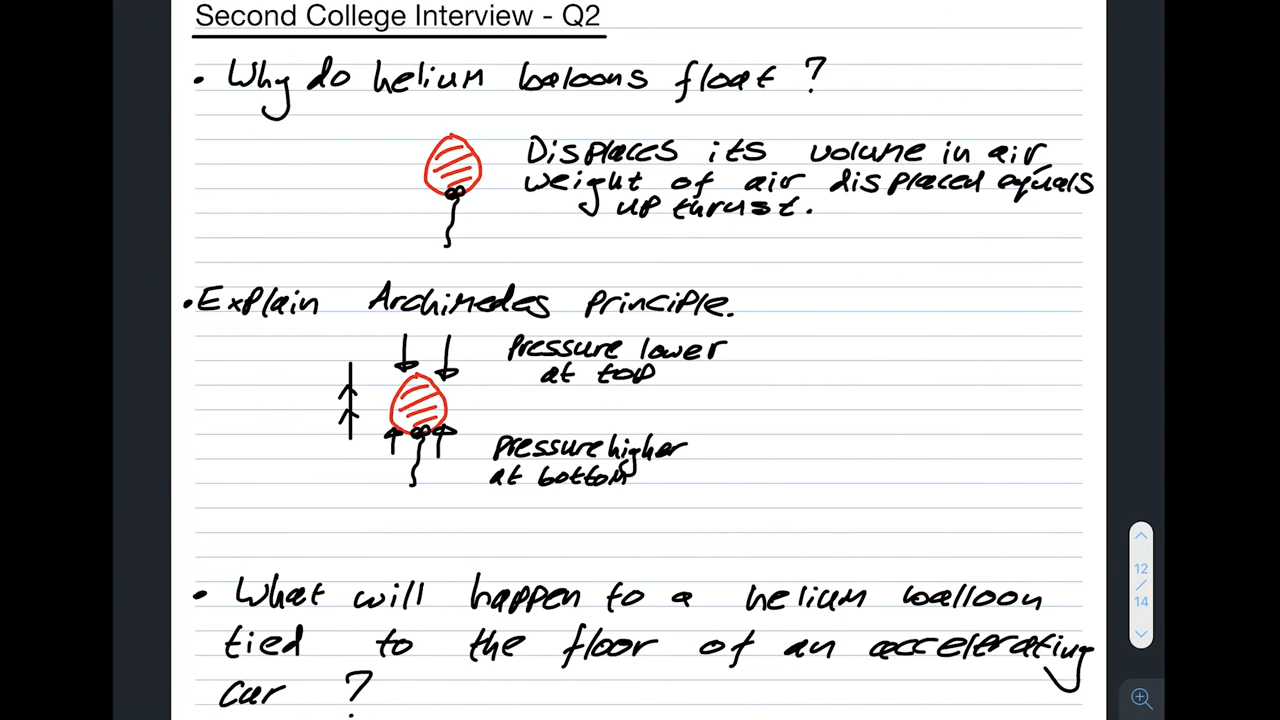 Second College Interview - Q2
• Why do helium baloons float ?
Displaces its volume in air,
weight of air displaced equals
up thrust.
• Explain Archimedes principle.
pressure lower
at top
pressure higher
at bottom
• What will happen to a helium balloon
tied to the floor of an accelerating
car ?
12
/
14